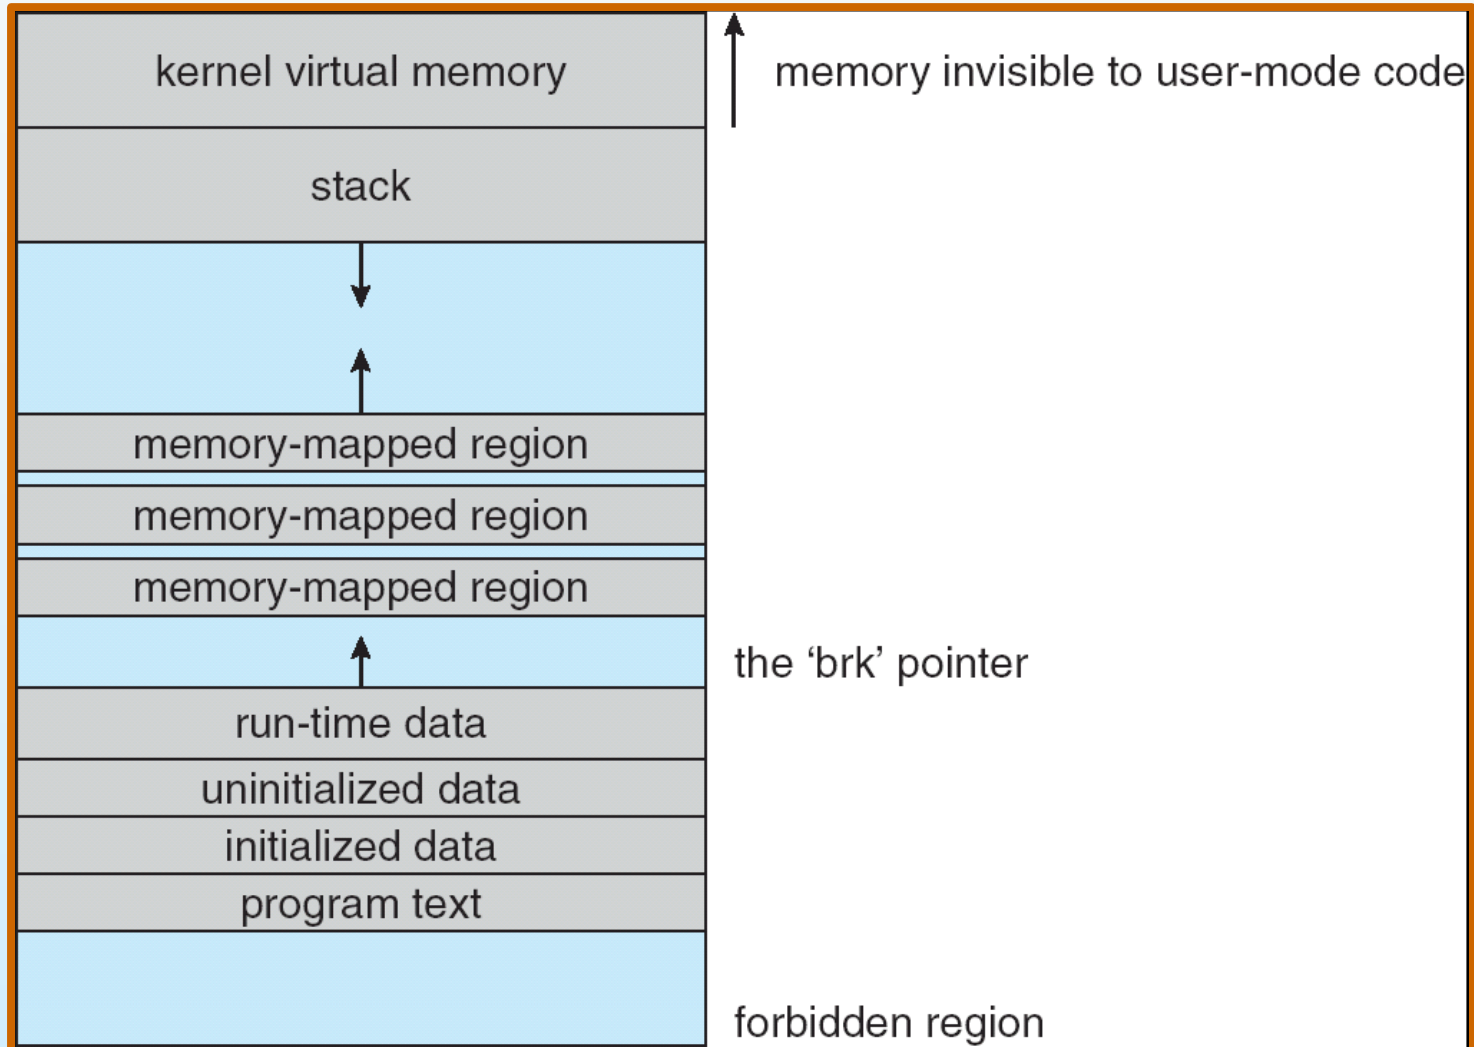 kernel virtual memory
memory invisible to user-mode code
stack
memory-mapped region
memory-mapped region
memory-mapped region
the ‘brk’ pointer
run-time data
uninitialized data
initialized data
program text
forbidden region